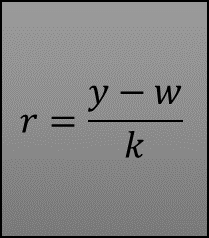 r = (y − w) / k